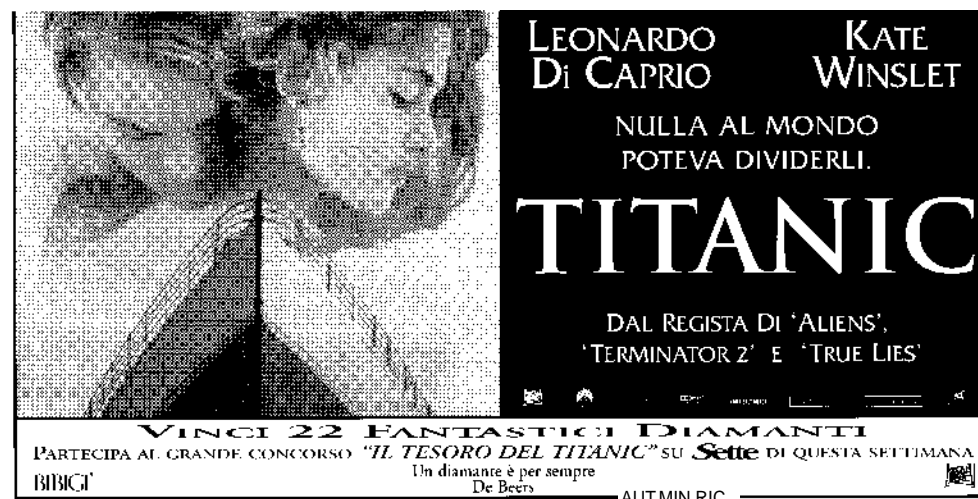 LEONARDO DI CAPRIO
KATE WINSLET
NULLA AL MONDO
POTEVA DIVIDERLI.
TITANIC
DAL REGISTA DI 'ALIENS',
'TERMINATOR 2' E 'TRUE LIES'
VINCI 22 FANTASTICI DIAMANTI
PARTECIPA AL GRANDE CONCORSO "IL TESORO DEL TITANIC" SU Sette DI QUESTA SETTIMANA
BIBIGI'
Un diamante è per sempre
De Beers
AUT.MIN.RIC.